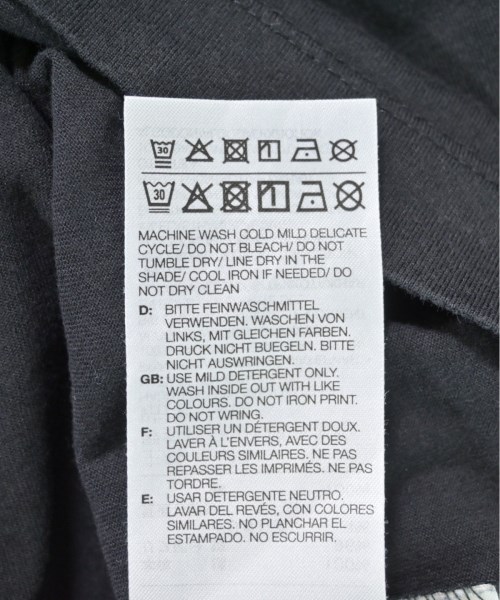 30
30
MACHINE WASH COLD MILD DELICATE
CYCLE/ DO NOT BLEACH/ DO NOT
TUMBLE DRY/ LINE DRY IN THE
SHADE/ COOL IRON IF NEEDED/ DO
NOT DRY CLEAN
D: BITTE FEINWASCHMITTEL
VERWENDEN. WASCHEN VON
LINKS, MIT GLEICHEN FARBEN.
DRUCK NICHT BUEGELN. BITTE
NICHT AUSWRINGEN.
GB: USE MILD DETERGENT ONLY.
WASH INSIDE OUT WITH LIKE
COLOURS. DO NOT IRON PRINT.
DO NOT WRING.
F: UTILISER UN DÉTERGENT DOUX.
LAVER À L'ENVERS, AVEC DES
COULEURS SIMILAIRES. NE PAS
REPASSER LES IMPRIMÉS. NE PAS
TORDRE.
E: USAR DETERGENTE NEUTRO.
LAVAR DEL REVÉS, CON COLORES
SIMILARES. NO PLANCHAR EL
ESTAMPADO. NO ESCURRIR.